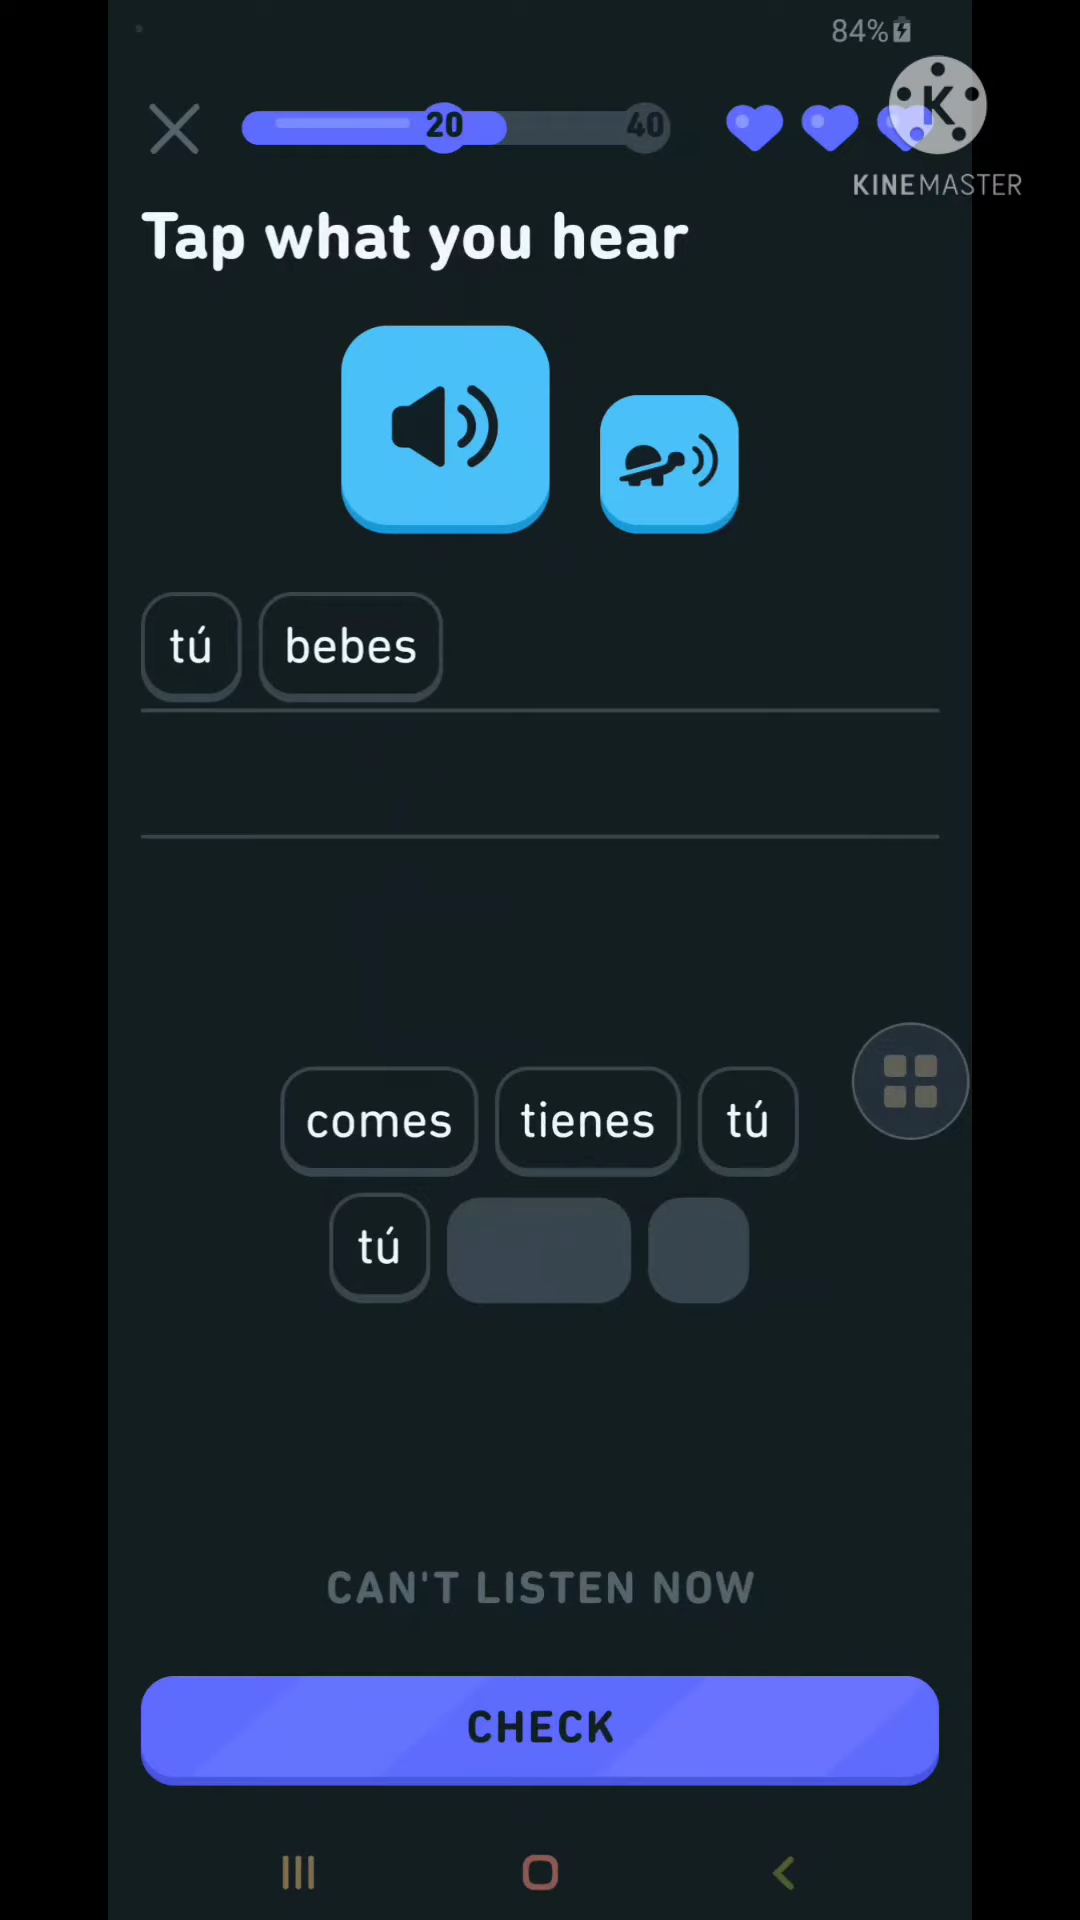 84%
20 40
KINEMASTER
Tap what you hear
tú bebes
comes tienes tú
tú
CAN'T LISTEN NOW
CHECK